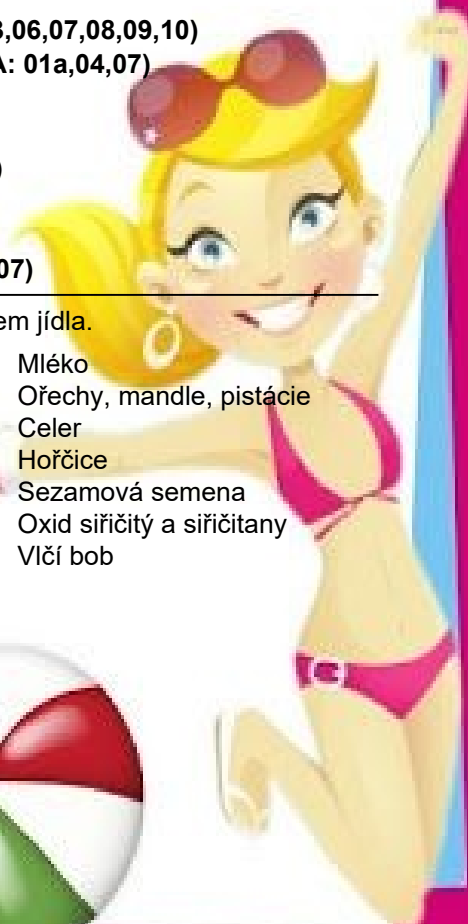 3,06,07,08,09,10)
A: 01a,04,07)
)
07)
em jídla.
Mléko
Ořechy, mandle, pistácie
Celer
Hořčice
Sezamová semena
Oxid siřičitý a siřičitany
Vlčí bob